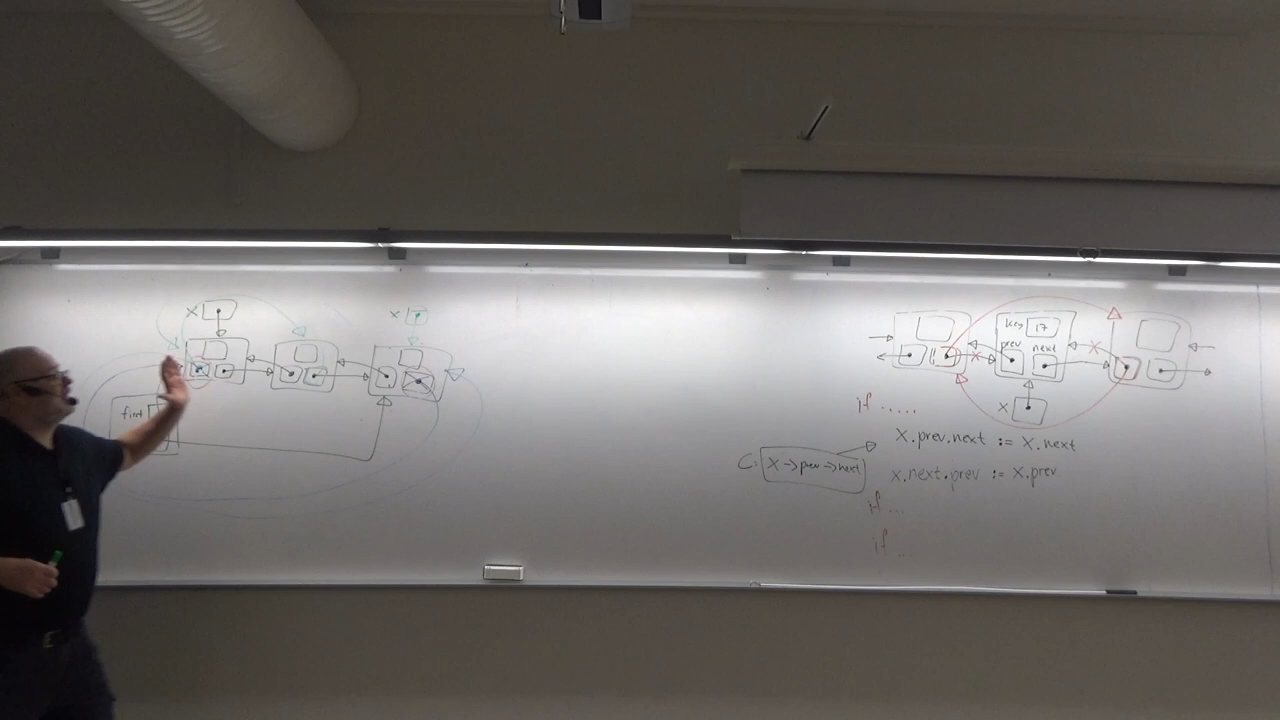 X
X
first
key 17
prev next
X
if .....
X.prev.next := X.next
C: X->prev->next
X.next.prev := X.prev
if ...
if ...